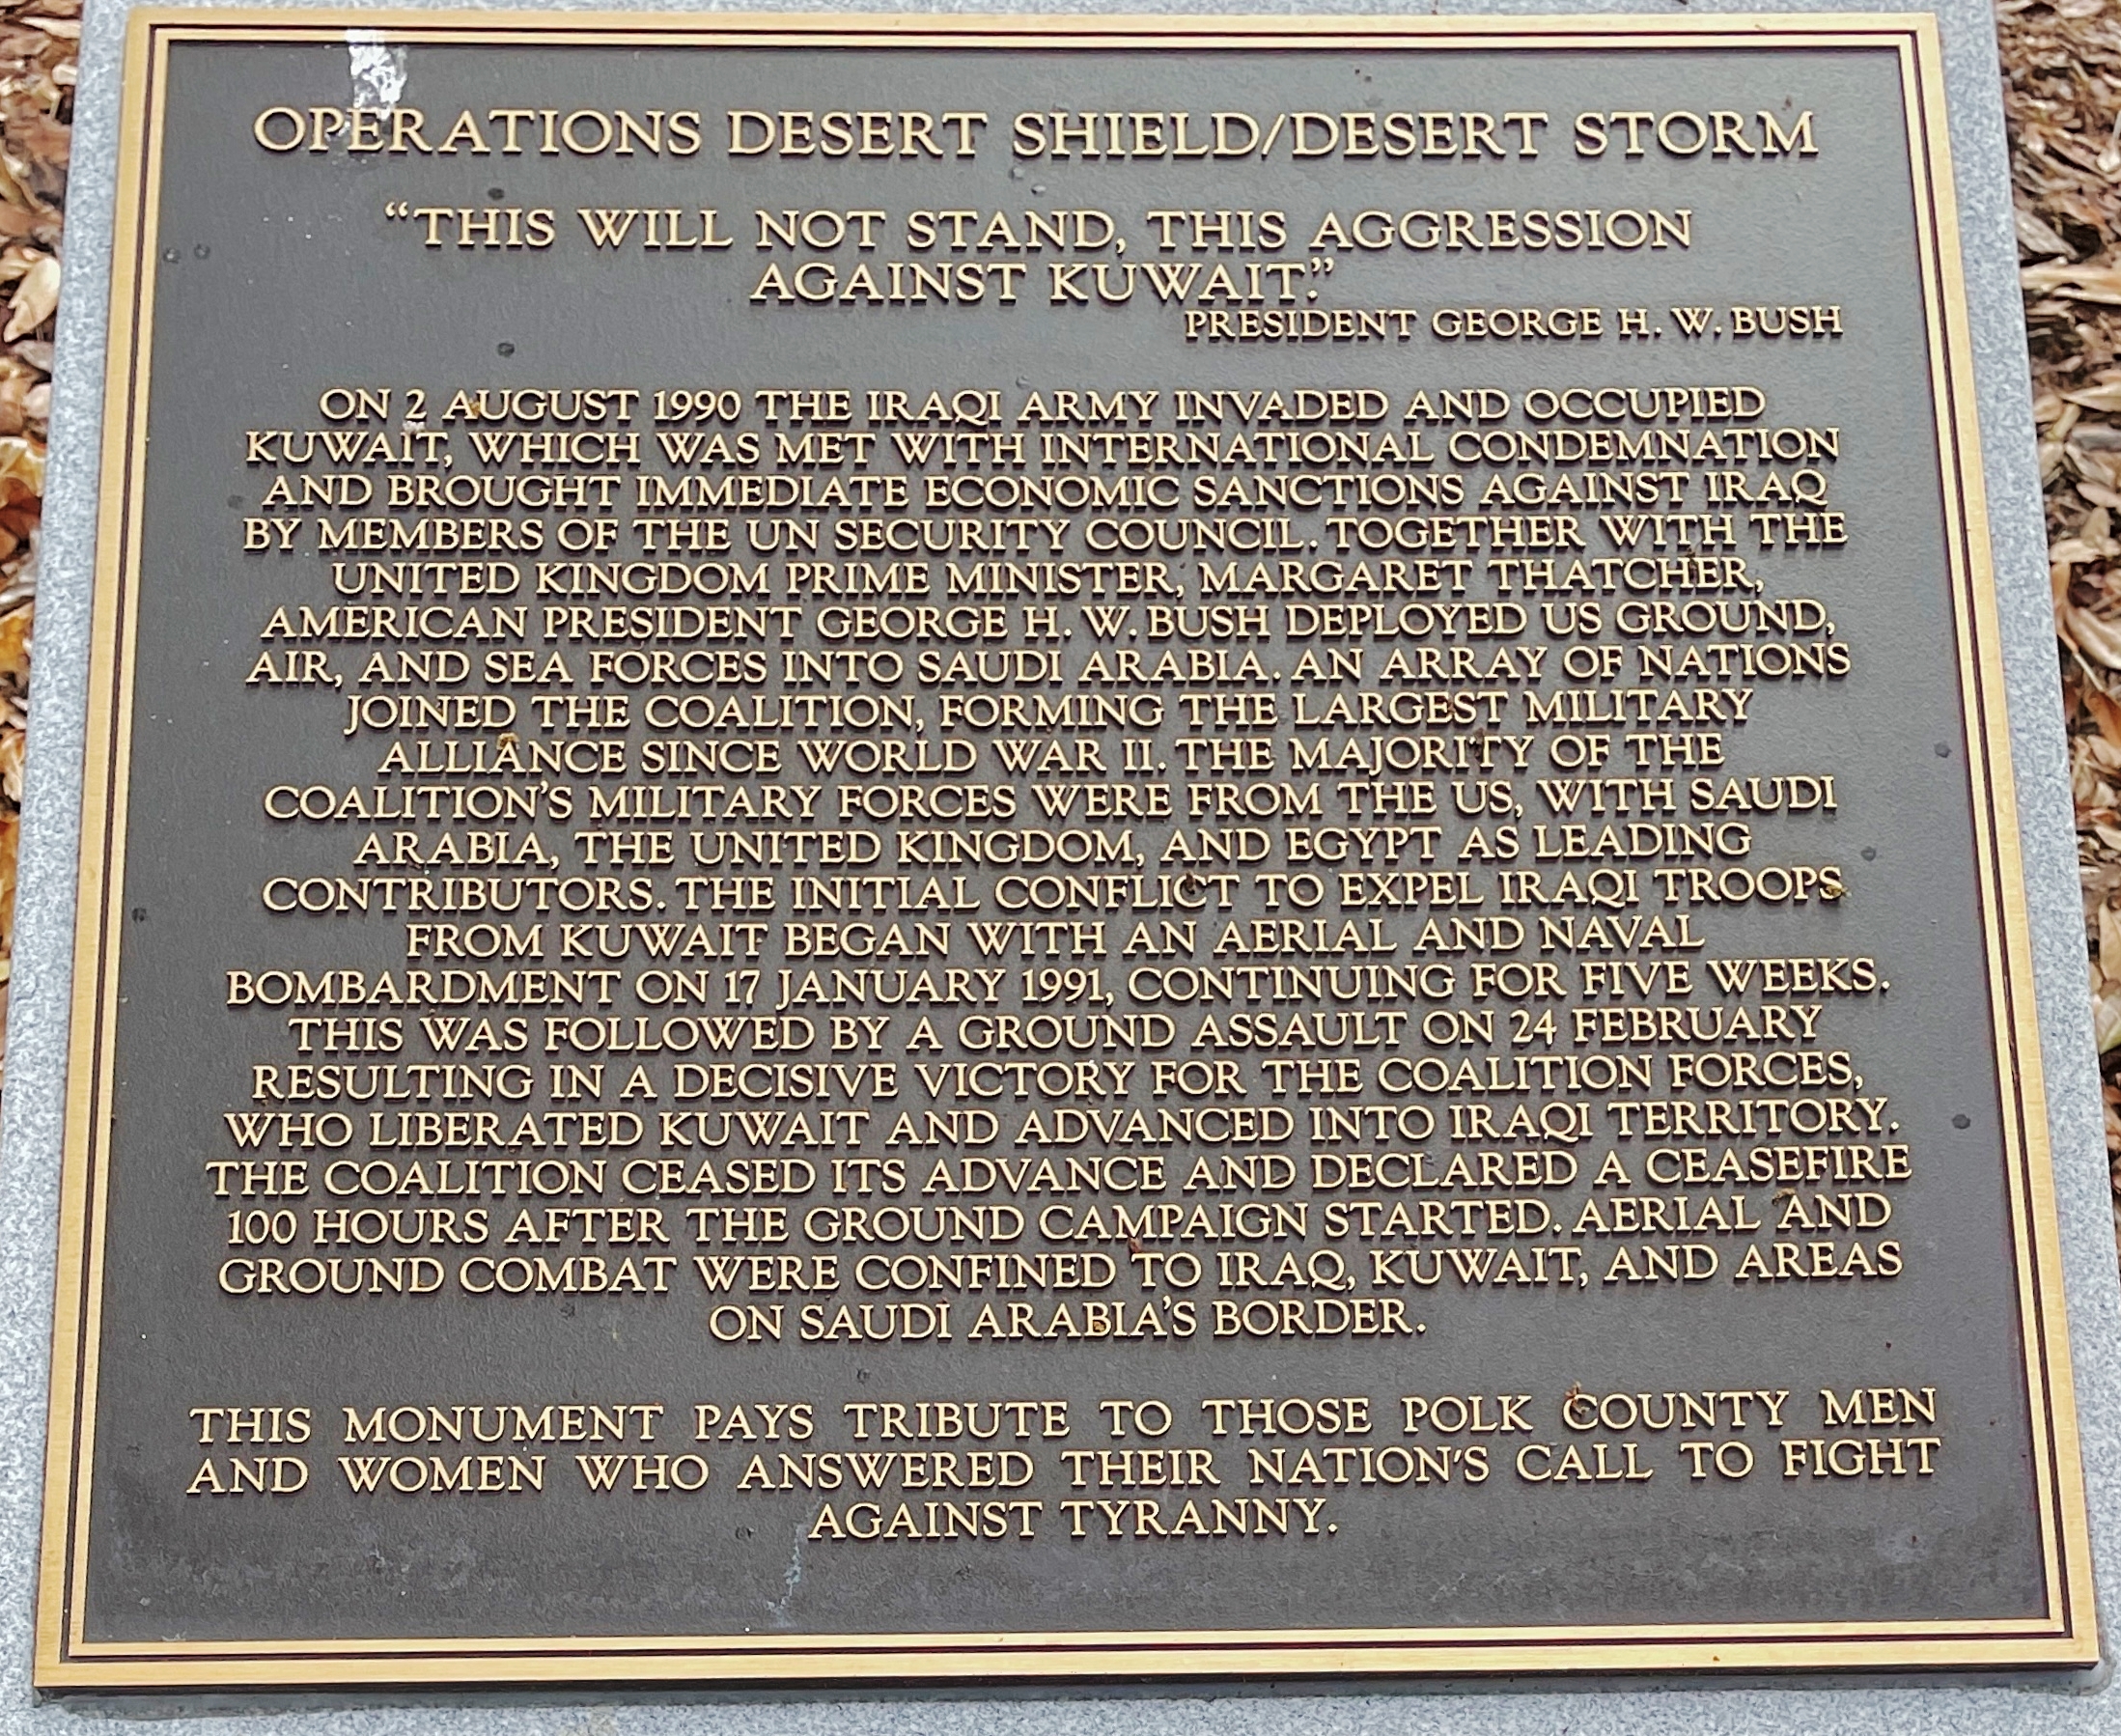 OPERATIONS DESERT SHIELD/DESERT STORM
“THIS WILL NOT STAND, THIS AGGRESSION
AGAINST KUWAIT.”
PRESIDENT GEORGE H. W. BUSH
ON 2 AUGUST 1990 THE IRAQI ARMY INVADED AND OCCUPIED
KUWAIT, WHICH WAS MET WITH INTERNATIONAL CONDEMNATION
AND BROUGHT IMMEDIATE ECONOMIC SANCTIONS AGAINST IRAQ
BY MEMBERS OF THE UN SECURITY COUNCIL. TOGETHER WITH THE
UNITED KINGDOM PRIME MINISTER, MARGARET THATCHER,
AMERICAN PRESIDENT GEORGE H. W. BUSH DEPLOYED US GROUND,
AIR, AND SEA FORCES INTO SAUDI ARABIA. AN ARRAY OF NATIONS
JOINED THE COALITION, FORMING THE LARGEST MILITARY
ALLIANCE SINCE WORLD WAR II. THE MAJORITY OF THE
COALITION’S MILITARY FORCES WERE FROM THE US, WITH SAUDI
ARABIA, THE UNITED KINGDOM, AND EGYPT AS LEADING
CONTRIBUTORS. THE INITIAL CONFLICT TO EXPEL IRAQI TROOPS
FROM KUWAIT BEGAN WITH AN AERIAL AND NAVAL
BOMBARDMENT ON 17 JANUARY 1991, CONTINUING FOR FIVE WEEKS.
THIS WAS FOLLOWED BY A GROUND ASSAULT ON 24 FEBRUARY
RESULTING IN A DECISIVE VICTORY FOR THE COALITION FORCES,
WHO LIBERATED KUWAIT AND ADVANCED INTO IRAQI TERRITORY.
THE COALITION CEASED ITS ADVANCE AND DECLARED A CEASEFIRE
100 HOURS AFTER THE GROUND CAMPAIGN STARTED. AERIAL AND
GROUND COMBAT WERE CONFINED TO IRAQ, KUWAIT, AND AREAS
ON SAUDI ARABIA’S BORDER.
THIS MONUMENT PAYS TRIBUTE TO THOSE POLK COUNTY MEN
AND WOMEN WHO ANSWERED THEIR NATION'S CALL TO FIGHT
AGAINST TYRANNY.